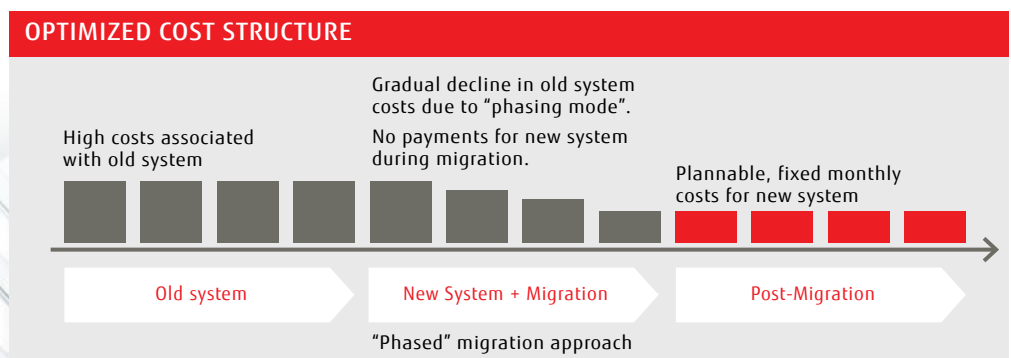 OPTIMIZED COST STRUCTURE
High costs associated
with old system
Gradual decline in old system
costs due to “phasing mode”.
No payments for new system
during migration.
Plannable, fixed monthly
costs for new system
Old system
New System + Migration
Post-Migration
“Phased” migration approach